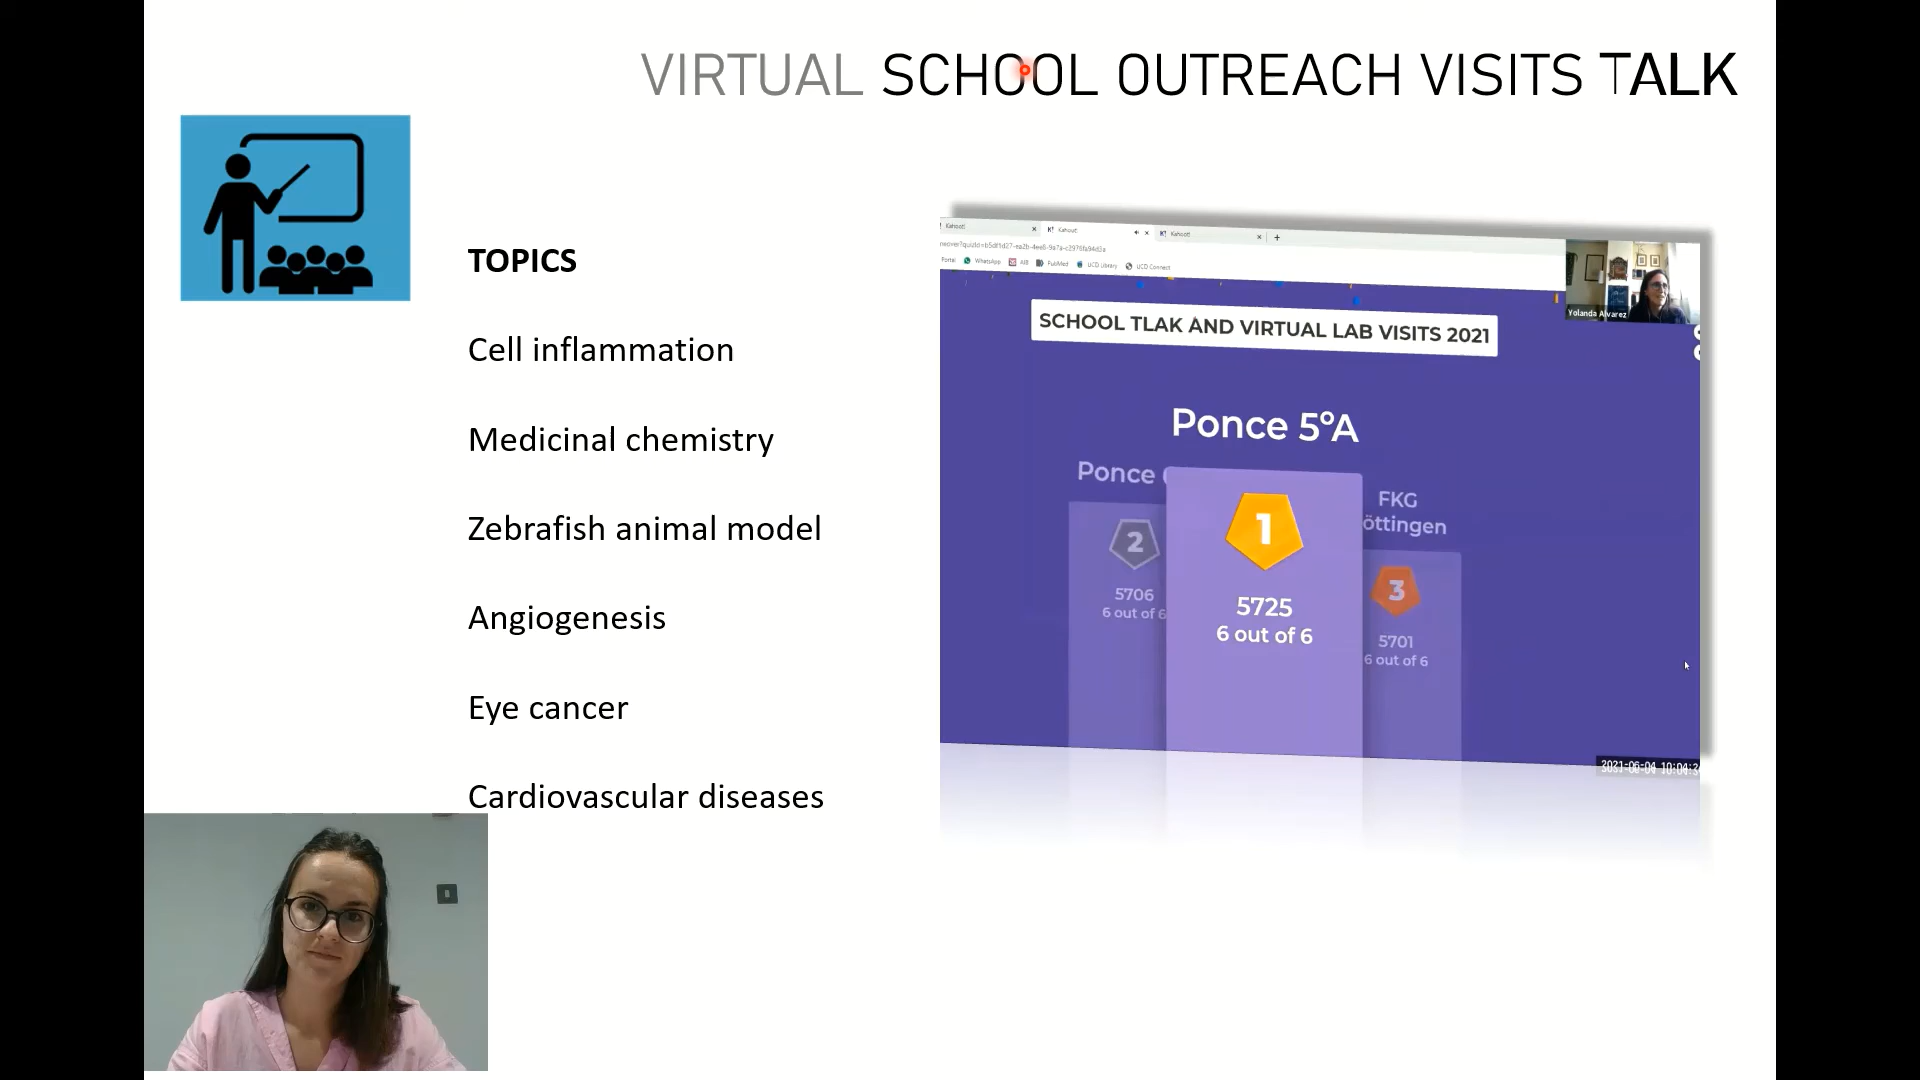 VIRTUAL SCHOOL OUTREACH VISITS TALK
TOPICS
Cell inflammation
Medicinal chemistry
Zebrafish animal model
Angiogenesis
Eye cancer
Cardiovascular diseases
Kahoot! Kahoot! Kahoot!
WhatsApp AIB PubMed UCD Library UCD Connect
Yolanda Alvarez
SCHOOL TLAK AND VIRTUAL LAB VISITS 2021
Ponce 5ºA
Ponce
FKG
öttingen
2
1
3
5706
6 out of 6
5725
6 out of 6
5701
6 out of 6